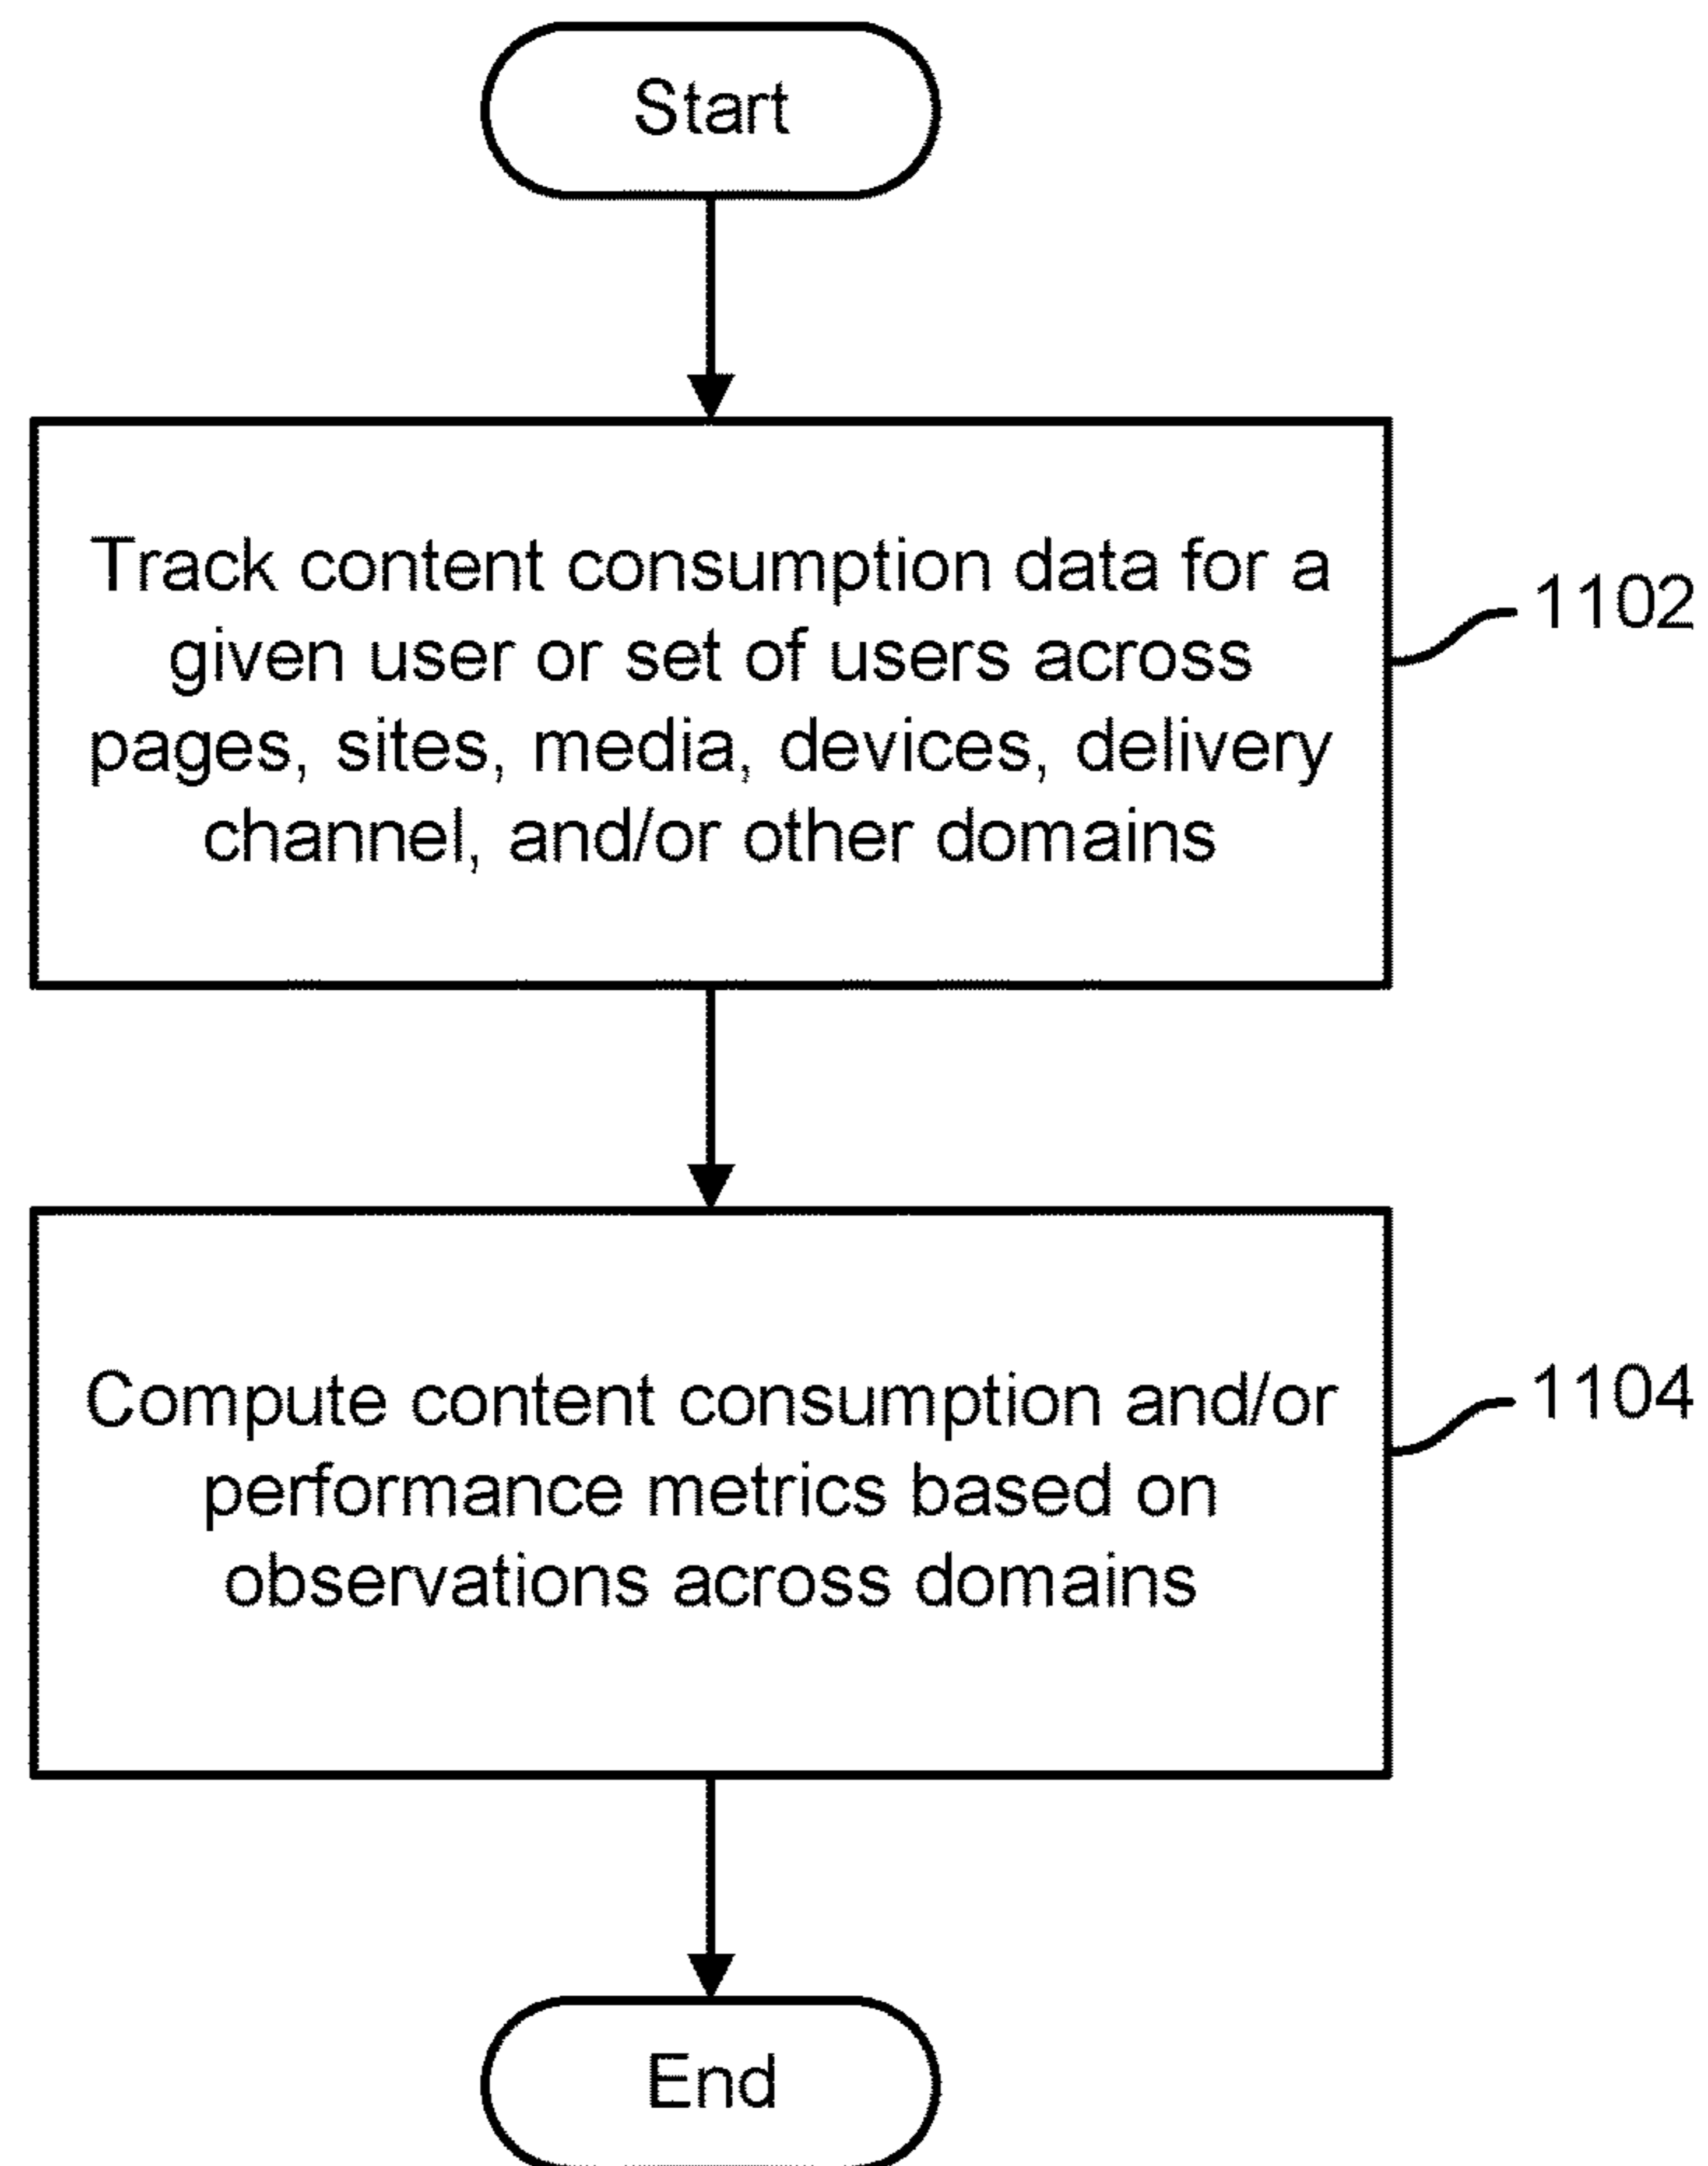 Start
Track content consumption data for a
given user or set of users across
pages, sites, media, devices, delivery
channel, and/or other domains
1102
Compute content consumption and/or
performance metrics based on
observations across domains
1104
End